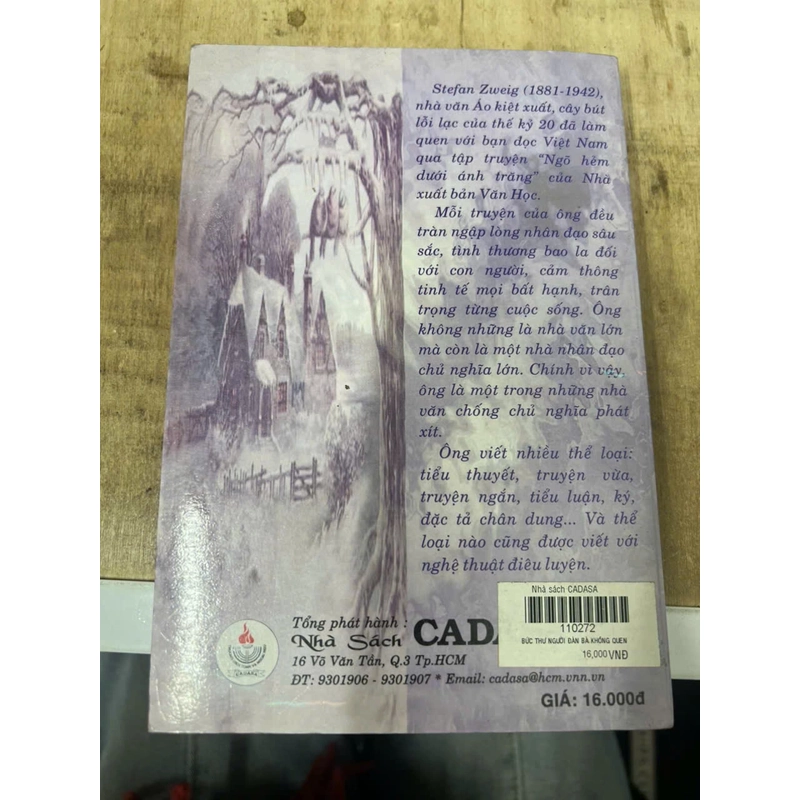 Stefan Zweig (1881-1942),
nhà văn Áo kiệt xuất, cây bút
lỗi lạc của thế kỷ 20 đã làm
quen với bạn đọc Việt Nam
qua tập truyện "Ngõ hẻm
dưới ánh trăng" của Nhà
xuất bản Văn Học.
Mỗi truyện của ông đều
tràn ngập lòng nhân đạo sâu
sắc, tình thương bao la đối
với con người, cảm thông
tinh tế mọi bất hạnh, trân
trọng từng cuộc sống. Ông
không những là nhà văn lớn
mà còn là một nhà nhân đạo
chủ nghĩa lớn. Chính vì vậy,
ông là một trong những nhà
văn chống chủ nghĩa phát
xít.
Ông viết nhiều thể loại:
tiểu thuyết, truyện vừa,
truyện ngắn, tiểu luận, ký,
đặc tả chân dung... Và thể
loại nào cũng được viết với
nghệ thuật điêu luyện.
Nhà sách CADASA
110272
BỨC THƯ NGƯỜI ĐÀN BÀ KHÔNG QUEN
16,000VNĐ
Tổng phát hành :
Nhà Sách CADA
16 Võ Văn Tần, Q.3 Tp.HCM
ĐT: 9301906 - 9301907 * Email: cadasa@hcm.vnn.vn
GIÁ: 16.000đ